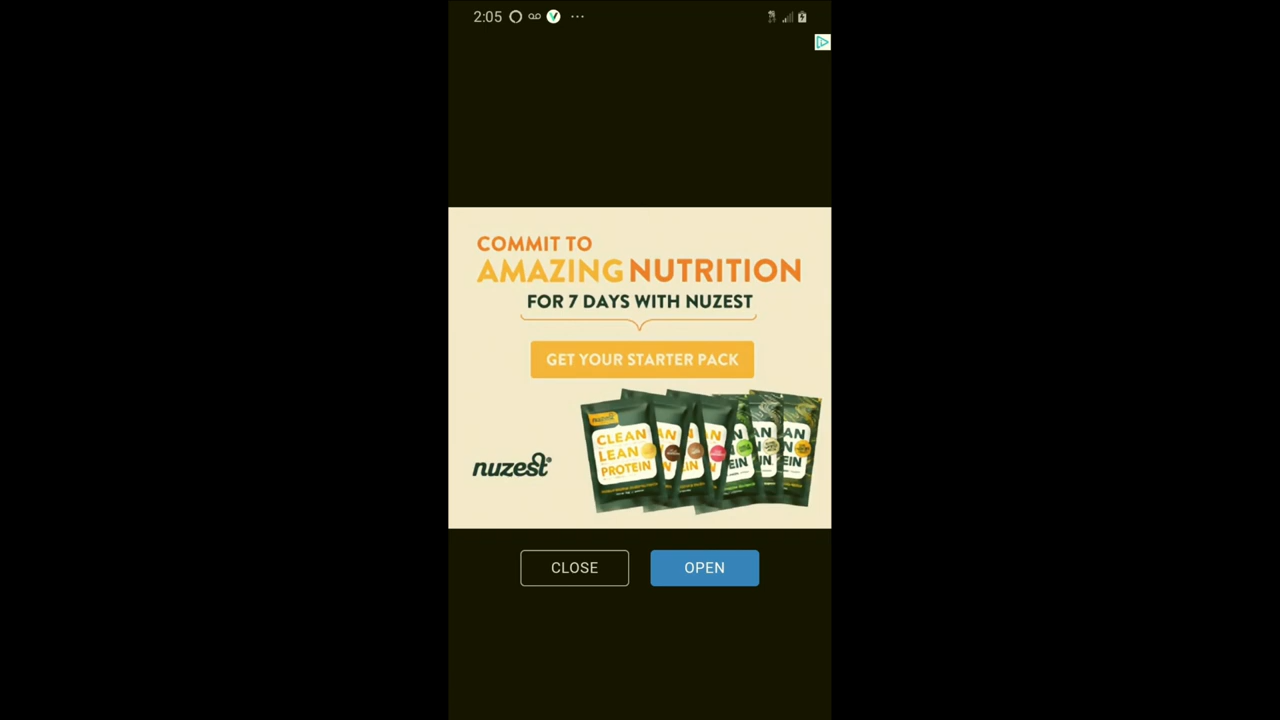 2:05
COMMIT TO
AMAZING NUTRITION
FOR 7 DAYS WITH NUZEST
GET YOUR STARTER PACK
nuzest®
CLEAN
LEAN
PROTEIN
CLOSE
OPEN